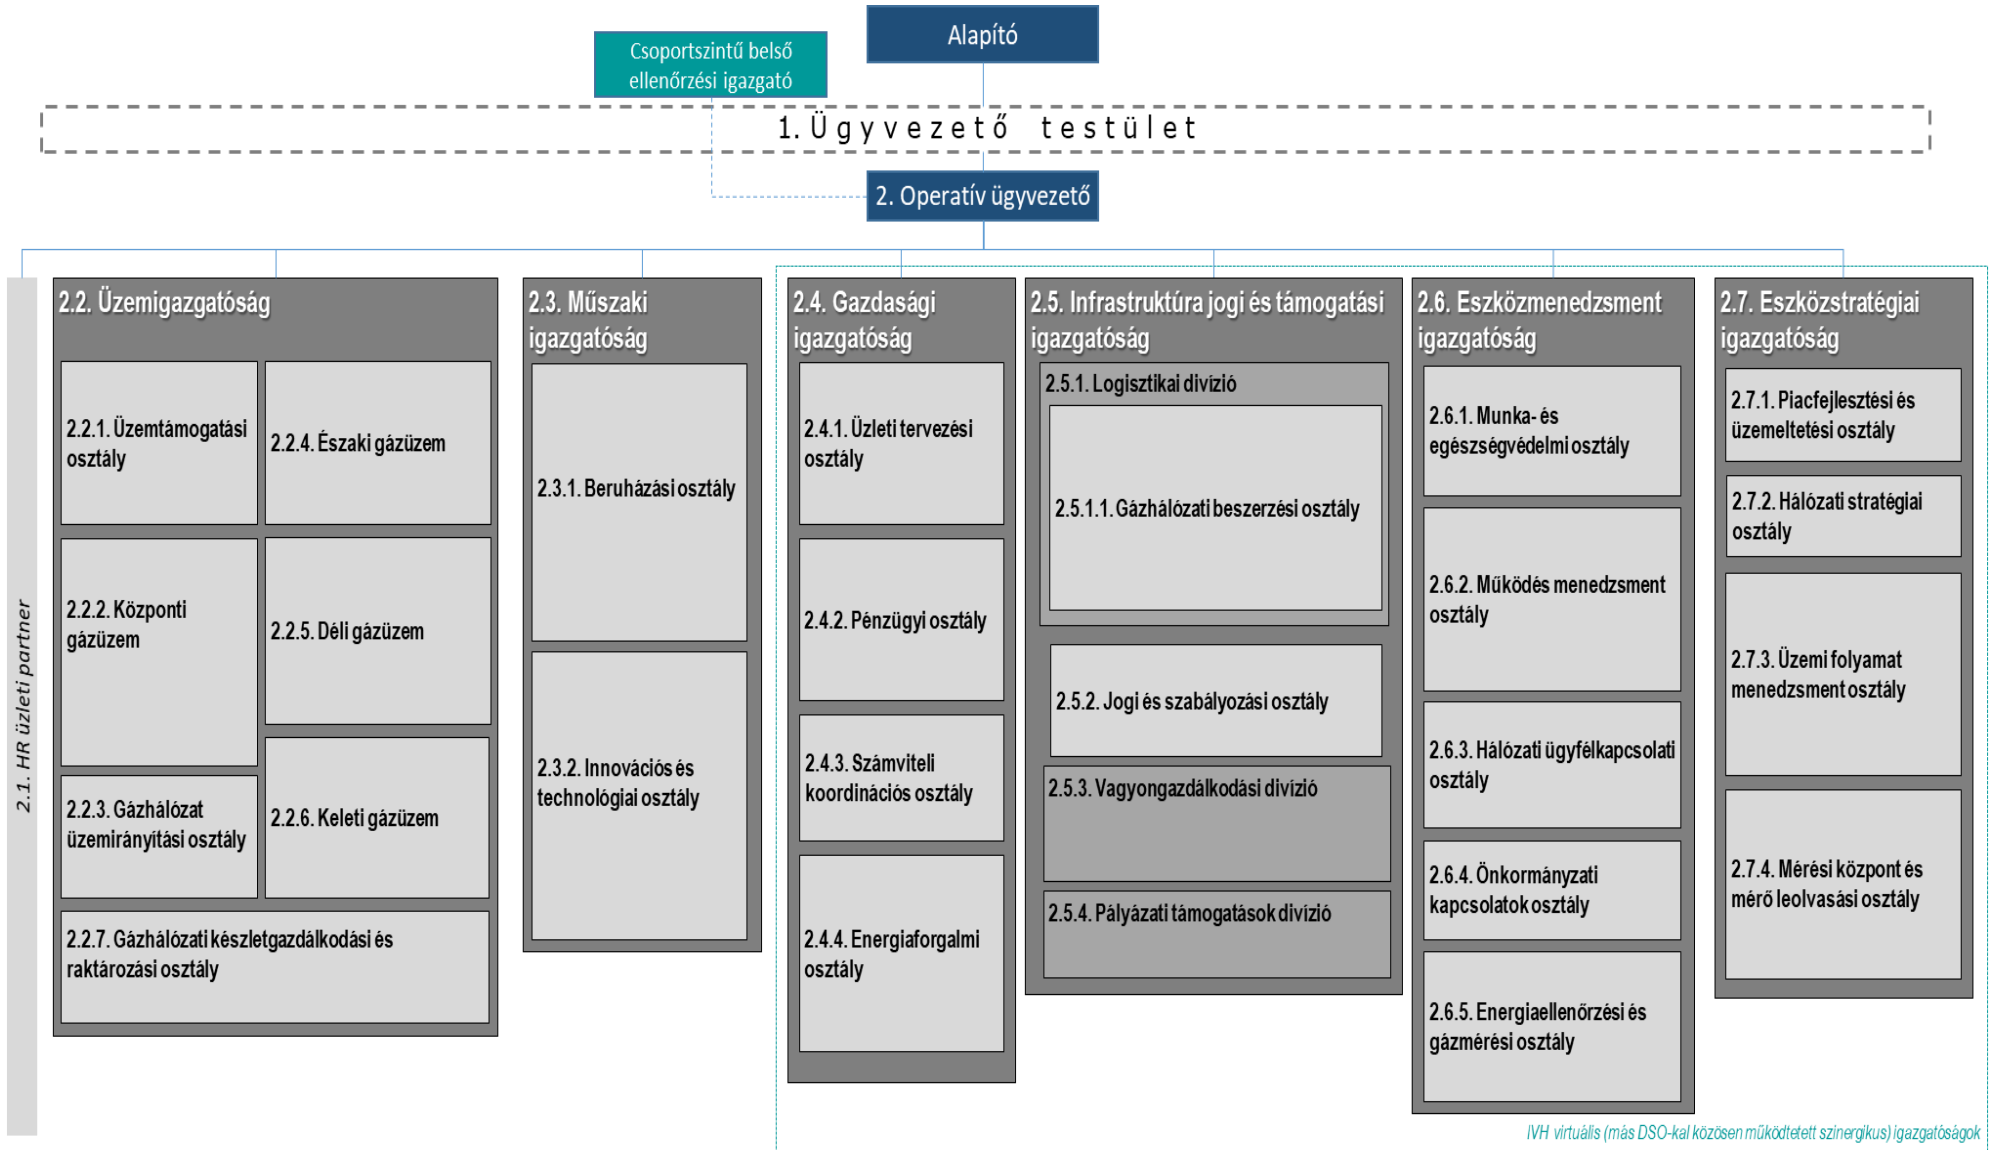 Alapító
Csoportszintű belső
ellenőrzési igazgató
1. Ügyvezető testület
2. Operatív ügyvezető
2.1. HR üzleti partner
2.2. Üzemigazgatóság
2.2.1. Üzemtámogatási
osztály
2.2.2. Központi
gázüzem
2.2.3. Gázhálózat
üzemirányítási osztály
2.2.4. Északi gázüzem
2.2.5. Déli gázüzem
2.2.6. Keleti gázüzem
2.2.7. Gázhálózati készletgazdálkodási és
raktározási osztály
2.3. Műszaki
igazgatóság
2.3.1. Beruházási osztály
2.3.2. Innovációs és
technológiai osztály
2.4. Gazdasági
igazgatóság
2.4.1. Üzleti tervezési
osztály
2.4.2. Pénzügyi osztály
2.4.3. Számviteli
koordinációs osztály
2.4.4. Energiaforgalmi
osztály
2.5. Infrastruktúra jogi és támogatási
igazgatóság
2.5.1. Logisztikai divízió
2.5.1.1. Gázhálózati beszerzési osztály
2.5.2. Jogi és szabályozási osztály
2.5.3. Vagyongazdálkodási divízió
2.5.4. Pályázati támogatások divízió
2.6. Eszközmenedzsment
igazgatóság
2.6.1. Munka- és
egészségvédelmi osztály
2.6.2. Működés menedzsment
osztály
2.6.3. Hálózati ügyfélkapcsolati
osztály
2.6.4. Önkormányzati
kapcsolatok osztály
2.6.5. Energiaellenőrzési és
gázmérési osztály
2.7. Eszközstratégiai
igazgatóság
2.7.1. Piacfejlesztési és
üzemeltetési osztály
2.7.2. Hálózati stratégiai
osztály
2.7.3. Üzemi folyamat
menedzsment osztály
2.7.4. Mérési központ és
mérő leolvasási osztály
IVH virtuális (más DSO-kal közösen működtetett szinergikus) igazgatóságok